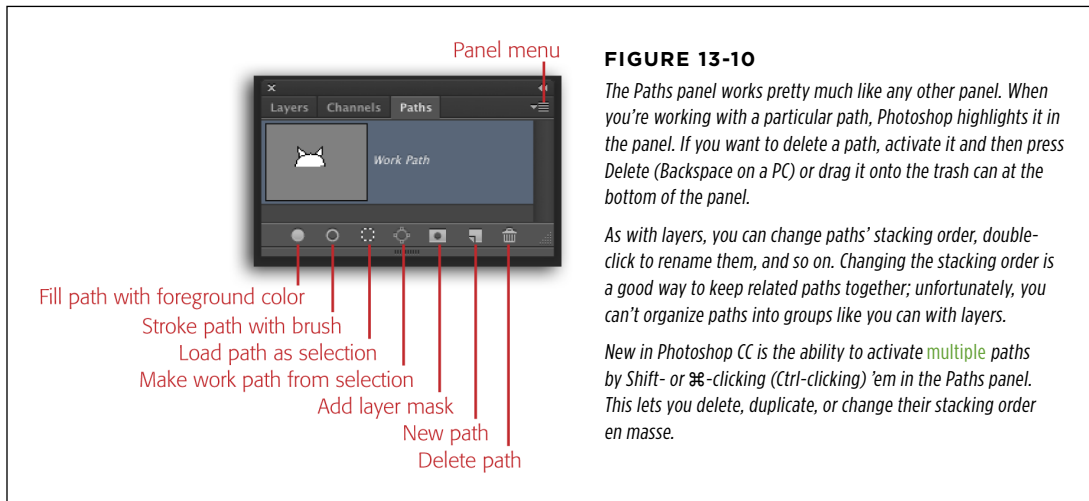 Panel menu
Layers Channels Paths
Work Path
Fill path with foreground color
Stroke path with brush
Load path as selection
Make work path from selection
Add layer mask
New path
Delete path
FIGURE 13-10
The Paths panel works pretty much like any other panel. When
you're working with a particular path, Photoshop highlights it in
the panel. If you want to delete a path, activate it and then press
Delete (Backspace on a PC) or drag it onto the trash can at the
bottom of the panel.
As with layers, you can change paths' stacking order, double-
click to rename them, and so on. Changing the stacking order is
a good way to keep related paths together; unfortunately, you
can't organize paths into groups like you can with layers.
New in Photoshop CC is the ability to activate multiple paths
by Shift- or ⌘-clicking (Ctrl-clicking) 'em in the Paths panel.
This lets you delete, duplicate, or change their stacking order
en masse.